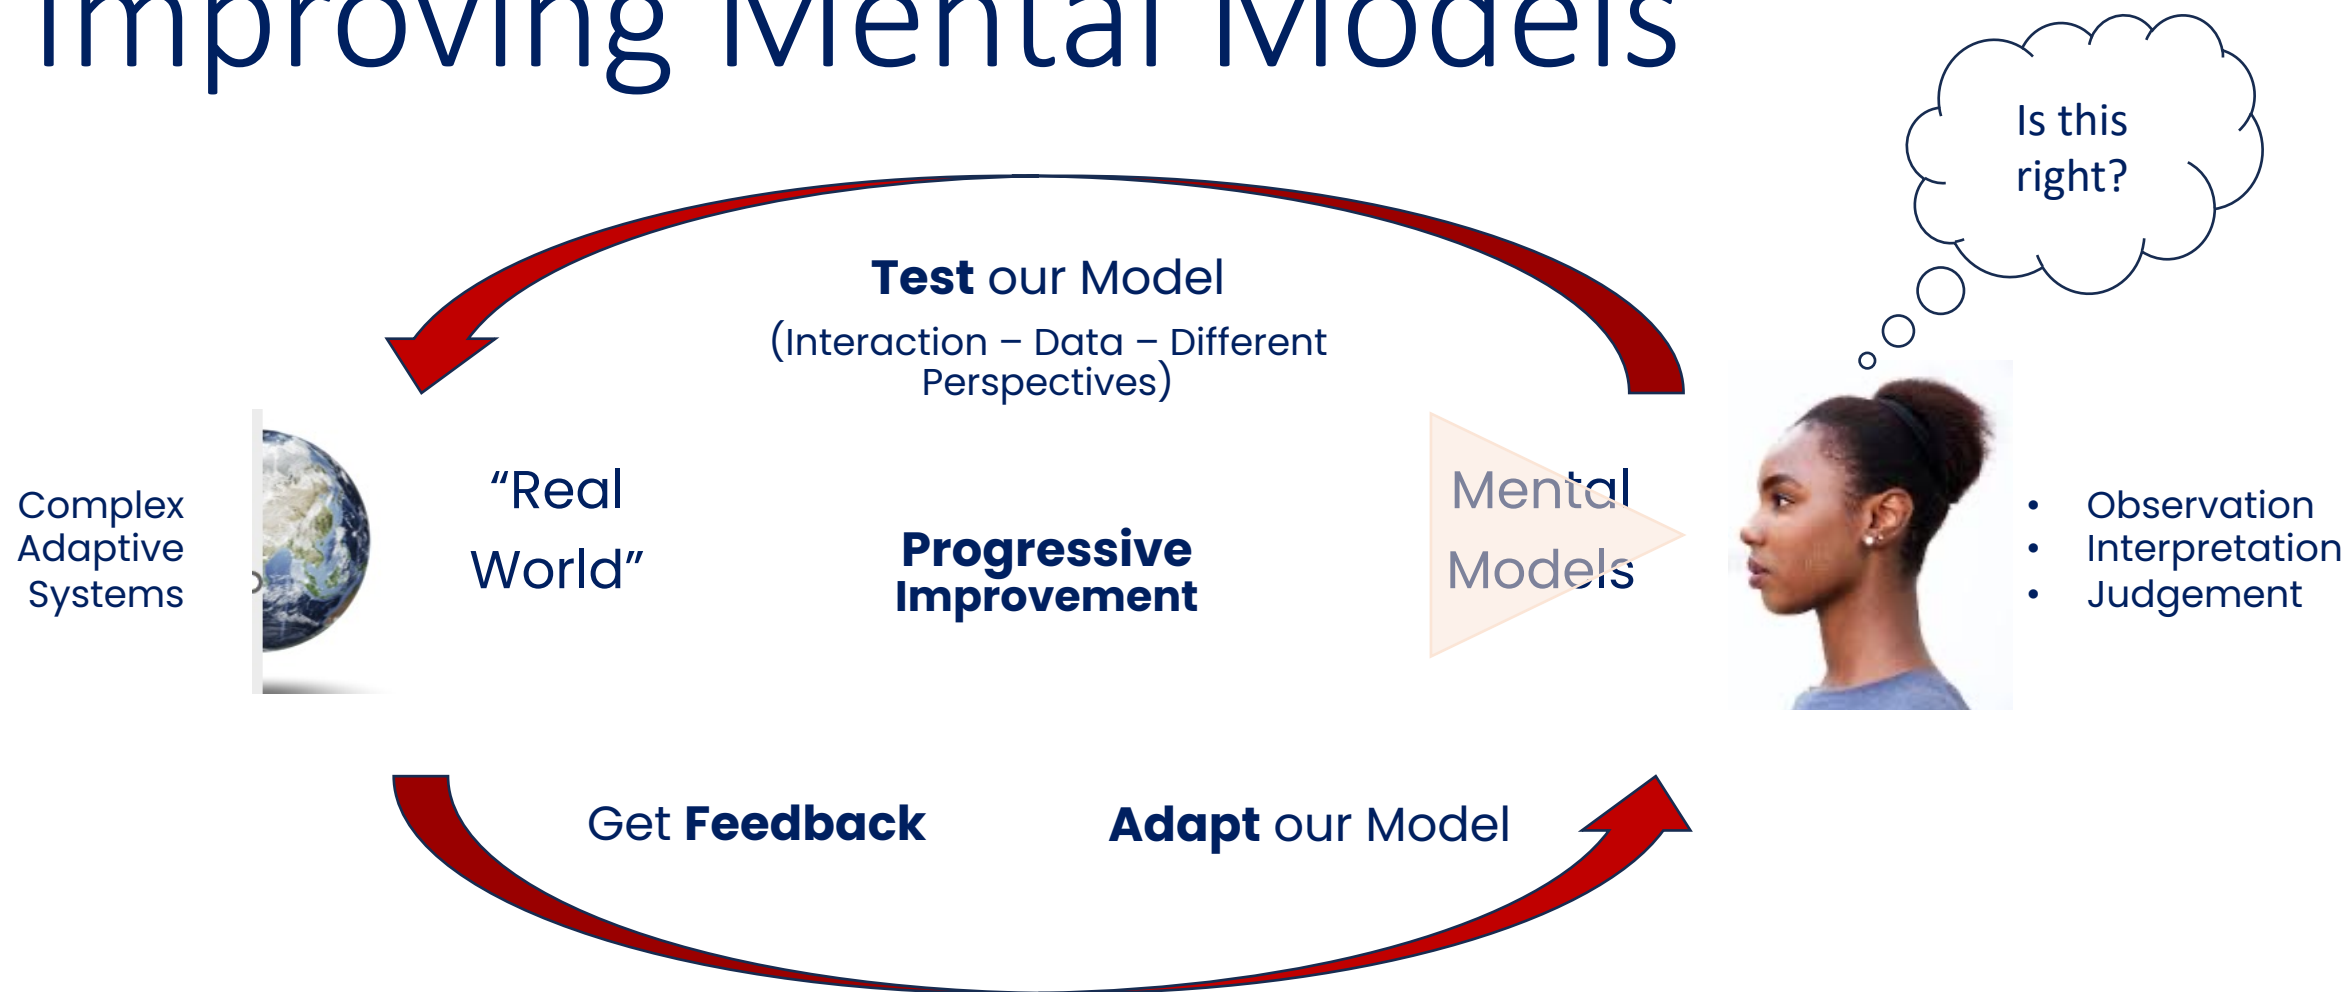 Improving Mental Models
Is this
right?
Test our Model
(Interaction – Data – Different
Perspectives)
Complex
Adaptive
Systems
“Real
World”
Progressive
Improvement
Mental
Models
• Observation
• Interpretation
• Judgement
Get Feedback
Adapt our Model